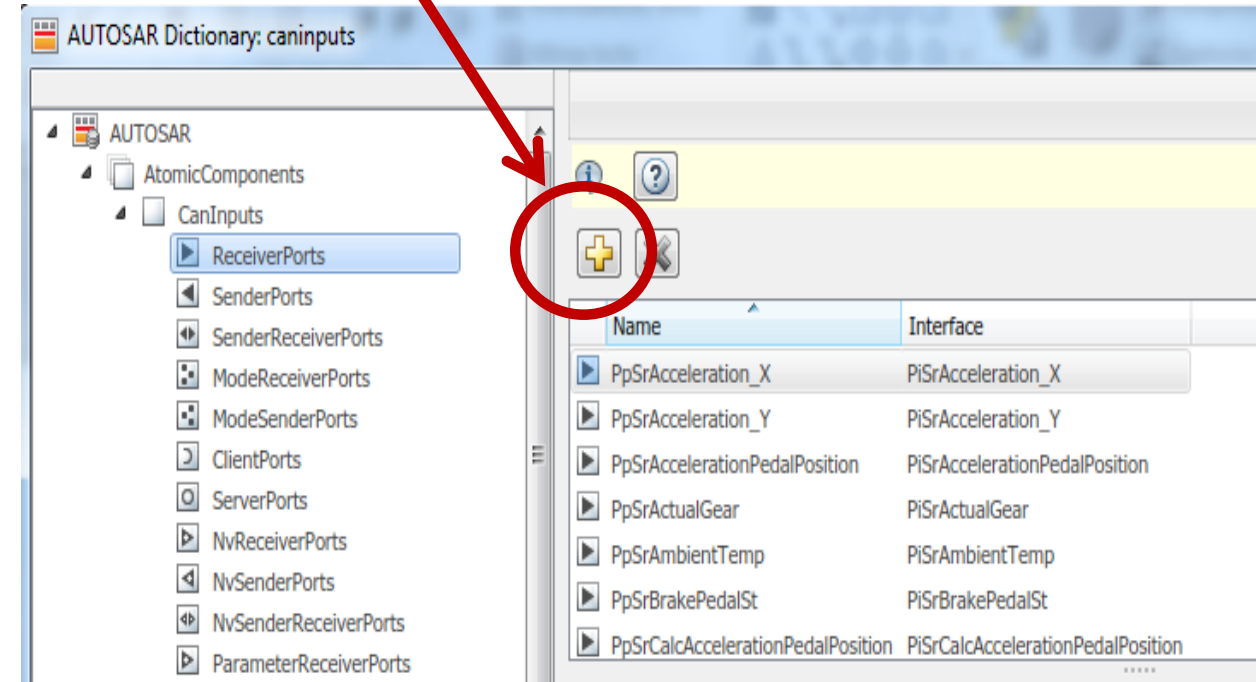 AUTOSAR Dictionary: caninputs
AUTOSAR
AtomicComponents
CanInputs
ReceiverPorts
SenderPorts
SenderReceiverPorts
ModeReceiverPorts
ModeSenderPorts
ClientPorts
ServerPorts
NvReceiverPorts
NvSenderPorts
NvSenderReceiverPorts
ParameterReceiverPorts
Name Interface
PpSrAcceleration_X PiSrAcceleration_X
PpSrAcceleration_Y PiSrAcceleration_Y
PpSrAccelerationPedalPosition PiSrAccelerationPedalPosition
PpSrActualGear PiSrActualGear
PpSrAmbientTemp PiSrAmbientTemp
PpSrBrakePedalSt PiSrBrakePedalSt
PpSrCalcAccelerationPedalPosition PiSrCalcAccelerationPedalPosition